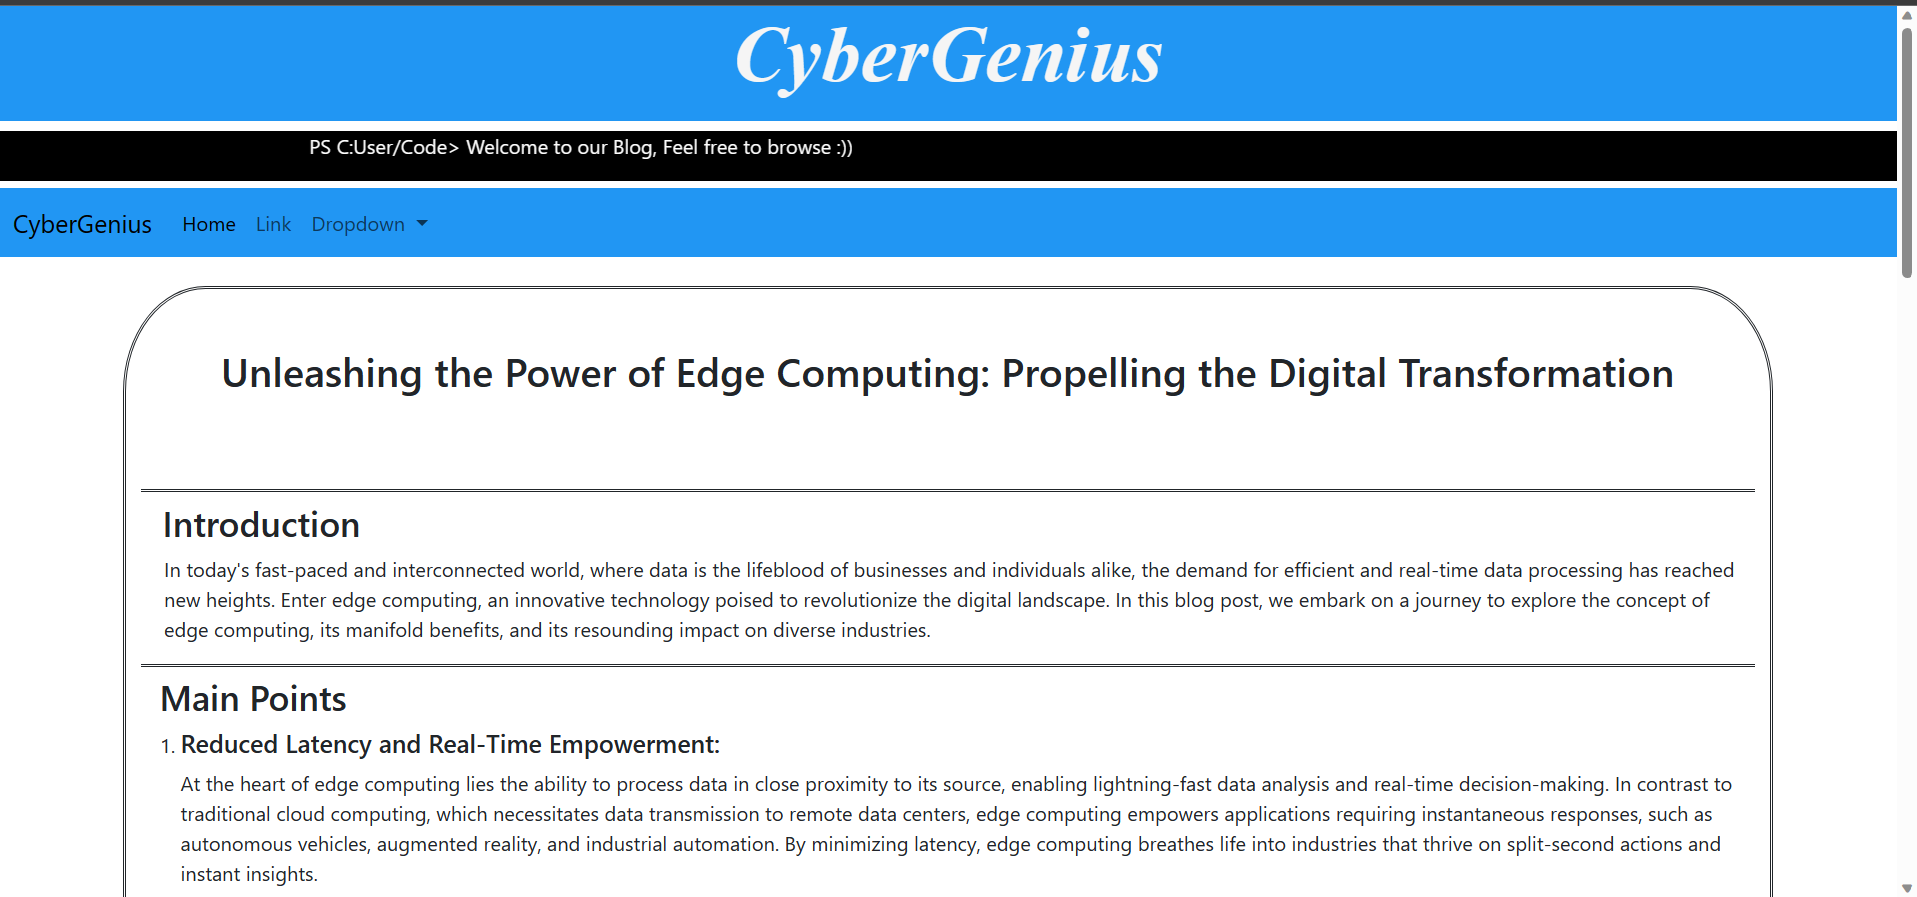 CyberGenius
PS C:User/Code> Welcome to our Blog, Feel free to browse :))
CyberGenius Home Link Dropdown
Unleashing the Power of Edge Computing: Propelling the Digital Transformation
Introduction
In today's fast-paced and interconnected world, where data is the lifeblood of businesses and individuals alike, the demand for efficient and real-time data processing has reached
new heights. Enter edge computing, an innovative technology poised to revolutionize the digital landscape. In this blog post, we embark on a journey to explore the concept of
edge computing, its manifold benefits, and its resounding impact on diverse industries.
Main Points
1. Reduced Latency and Real-Time Empowerment:
At the heart of edge computing lies the ability to process data in close proximity to its source, enabling lightning-fast data analysis and real-time decision-making. In contrast to
traditional cloud computing, which necessitates data transmission to remote data centers, edge computing empowers applications requiring instantaneous responses, such as
autonomous vehicles, augmented reality, and industrial automation. By minimizing latency, edge computing breathes life into industries that thrive on split-second actions and
instant insights.